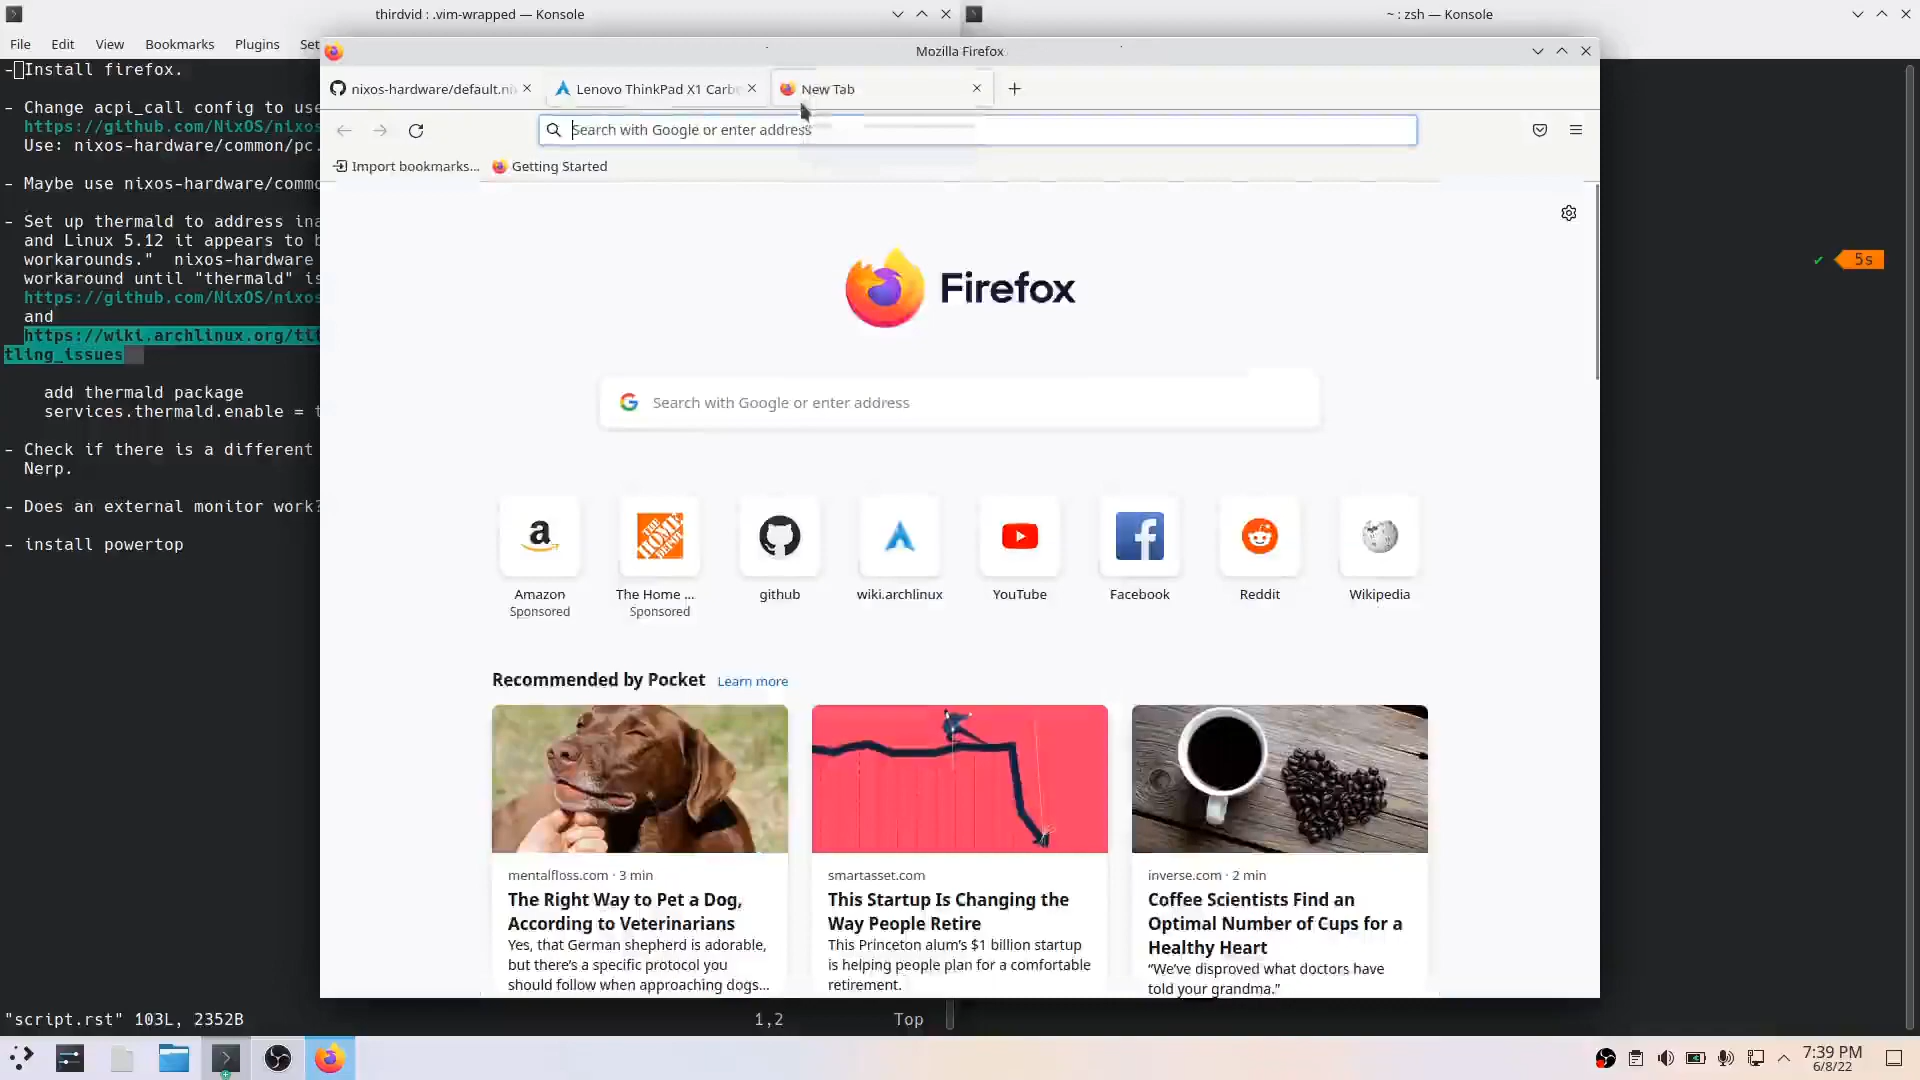 thirdvid : .vim-wrapped — Konsole
~ : zsh — Konsole
File Edit View Bookmarks Plugins Set
-Install firefox.
- Change acpi_call config to use
https://github.com/NixOS/nixos
Use: nixos-hardware/common/pc.
- Maybe use nixos-hardware/commo
- Set up thermald to address ina
and Linux 5.12 it appears to b
workarounds." nixos-hardware
workaround until "thermald" is
https://github.com/NixOS/nixos
and
https://wiki.archlinux.org/tit
tling_issues
add thermald package
services.thermald.enable = t
- Check if there is a different
Nerp.
- Does an external monitor work?
- install powertop
"script.rst" 103L, 2352B 1,2 Top
5s
Mozilla Firefox
nixos-hardware/default.ni
Lenovo ThinkPad X1 Carb
New Tab
Search with Google or enter address
Import bookmarks...
Getting Started
Firefox
Search with Google or enter address
Amazon
Sponsored
THE HOME DEPOT
The Home ...
Sponsored
github
wiki.archlinux
YouTube
Facebook
Reddit
Wikipedia
Recommended by Pocket Learn more
mentalfloss.com · 3 min
The Right Way to Pet a Dog,
According to Veterinarians
Yes, that German shepherd is adorable,
but there's a specific protocol you
should follow when approaching dogs...
smartasset.com
This Startup Is Changing the
Way People Retire
This Princeton alum's $1 billion startup
is helping people plan for a comfortable
retirement.
inverse.com · 2 min
Coffee Scientists Find an
Optimal Number of Cups for a
Healthy Heart
“We've disproved what doctors have
told your grandma.”
7:39 PM
6/8/22